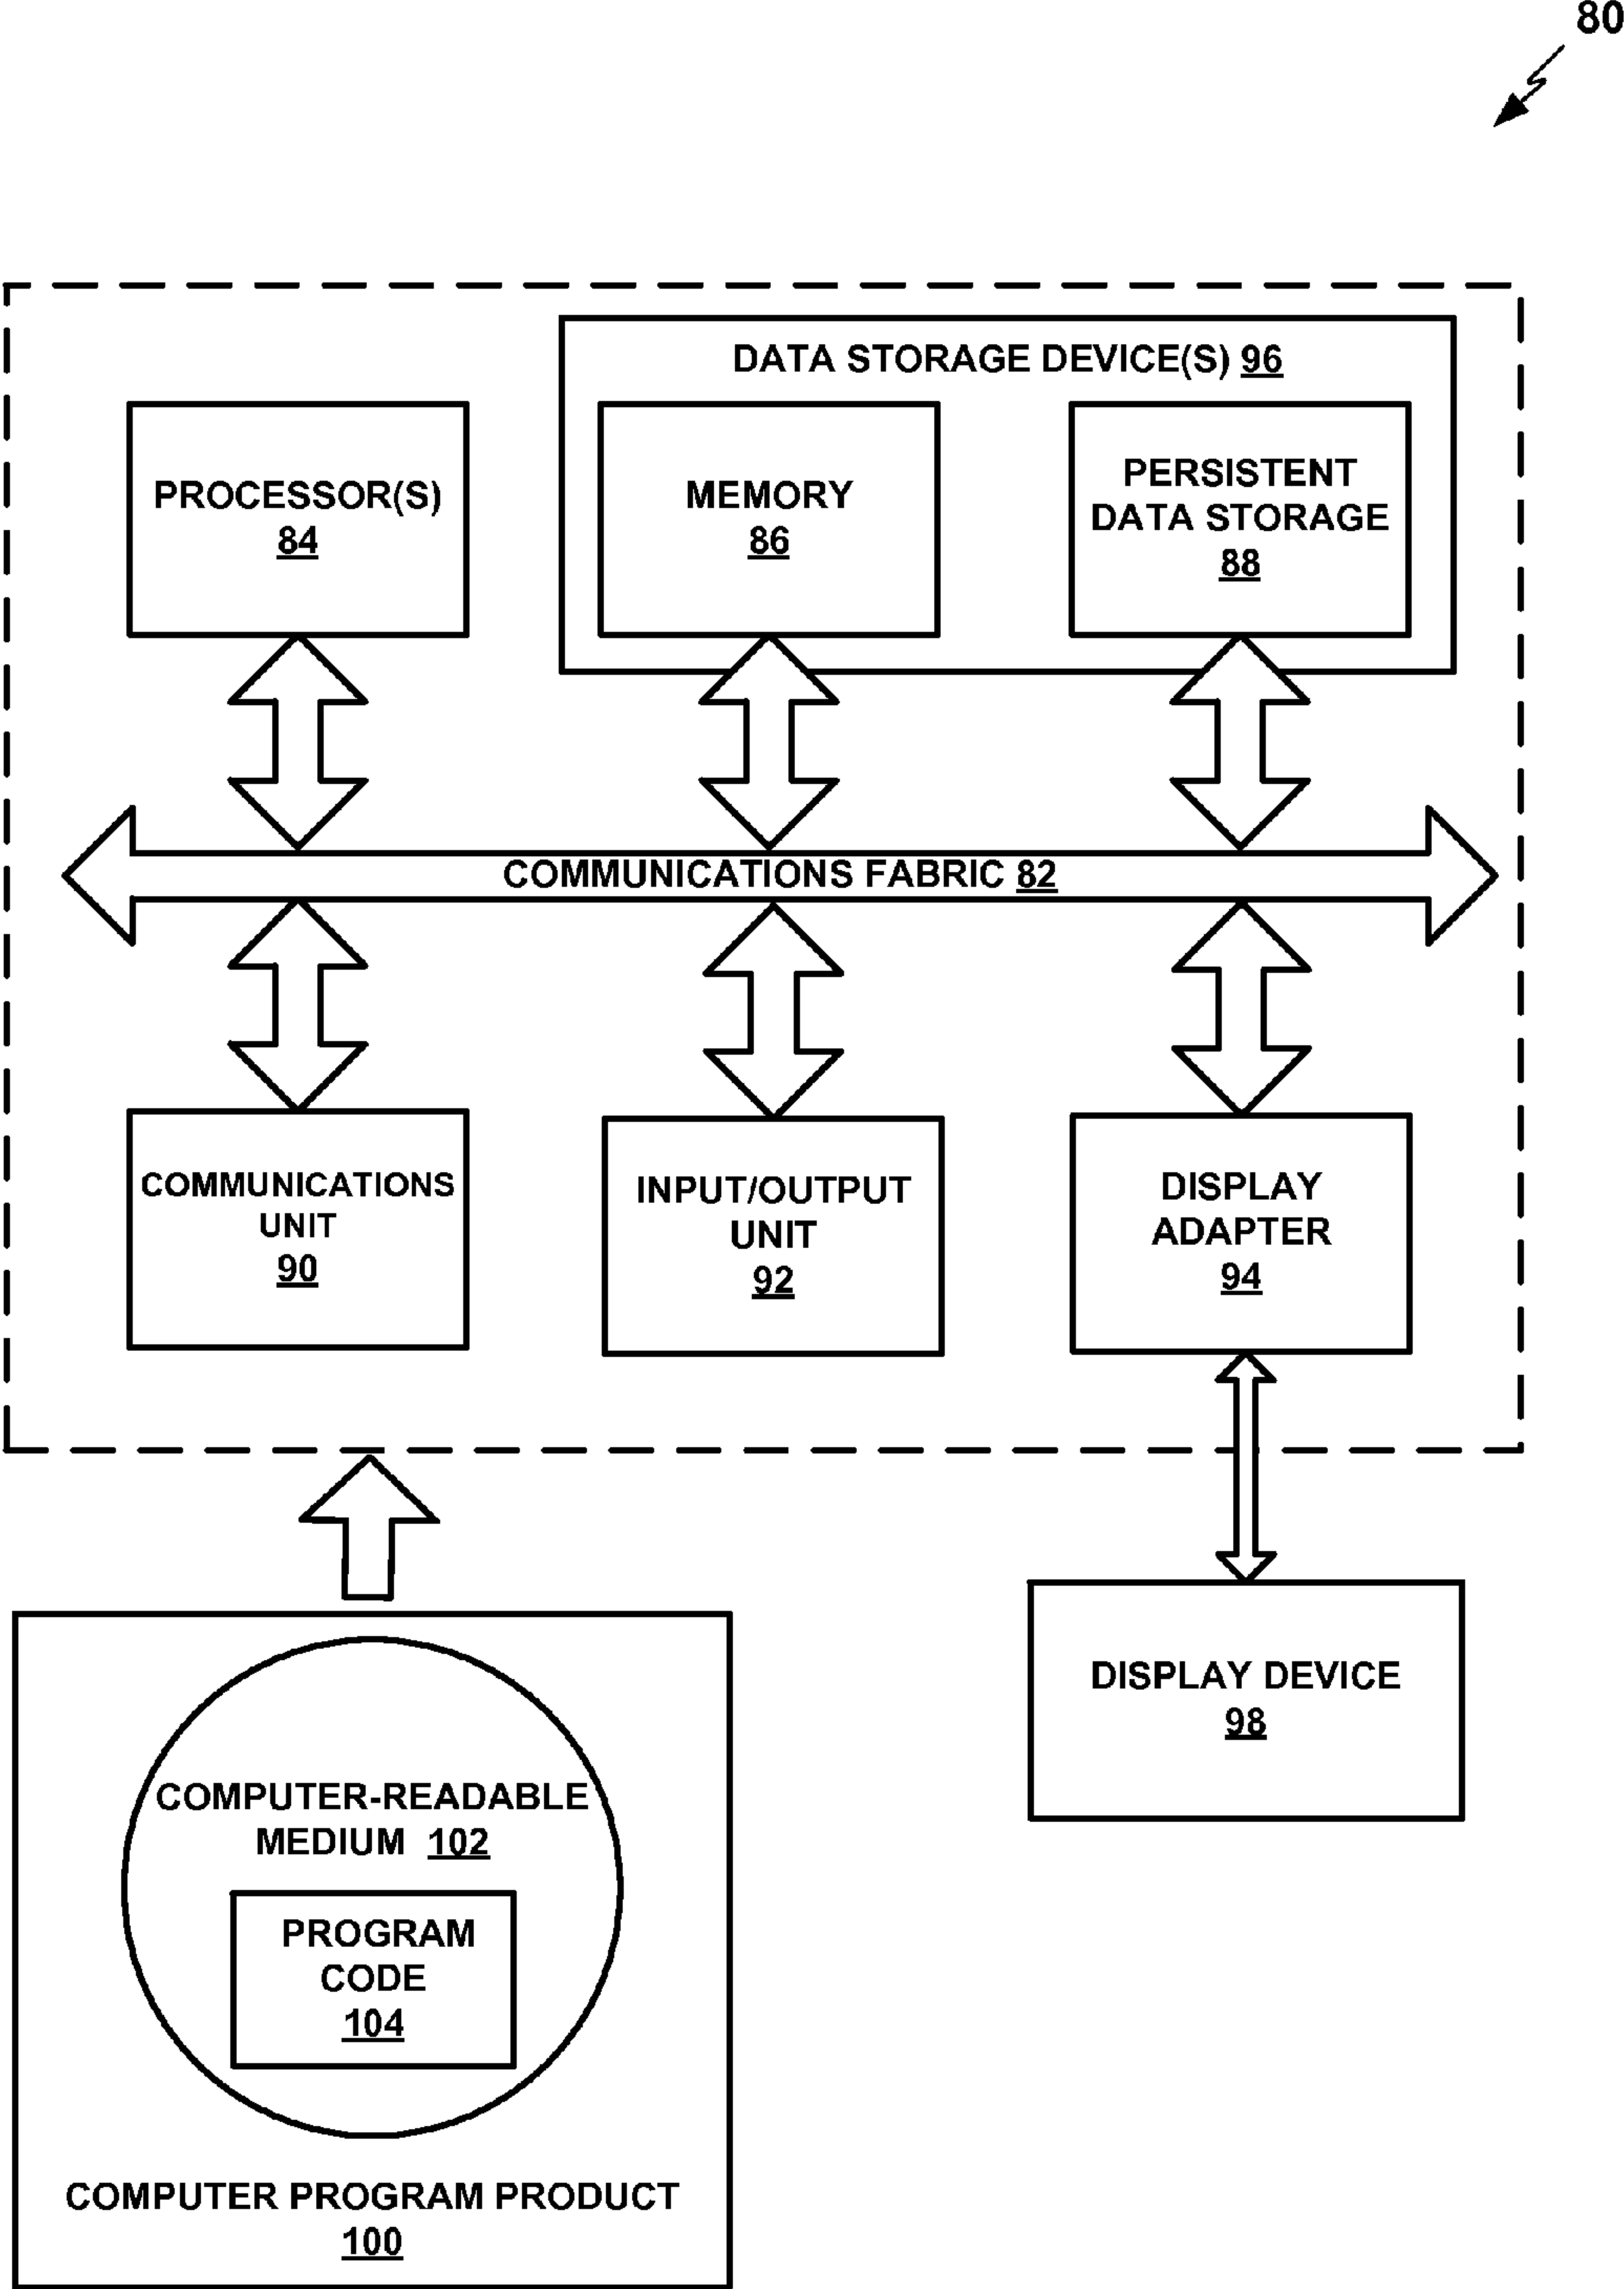 80
DATA STORAGE DEVICE(S) 96
PROCESSOR(S)
84
MEMORY
86
PERSISTENT
DATA STORAGE
88
COMMUNICATIONS FABRIC 82
COMMUNICATIONS
UNIT
90
INPUT/OUTPUT
UNIT
92
DISPLAY
ADAPTER
94
DISPLAY DEVICE
98
COMPUTER-READABLE
MEDIUM 102
PROGRAM
CODE
104
COMPUTER PROGRAM PRODUCT
100